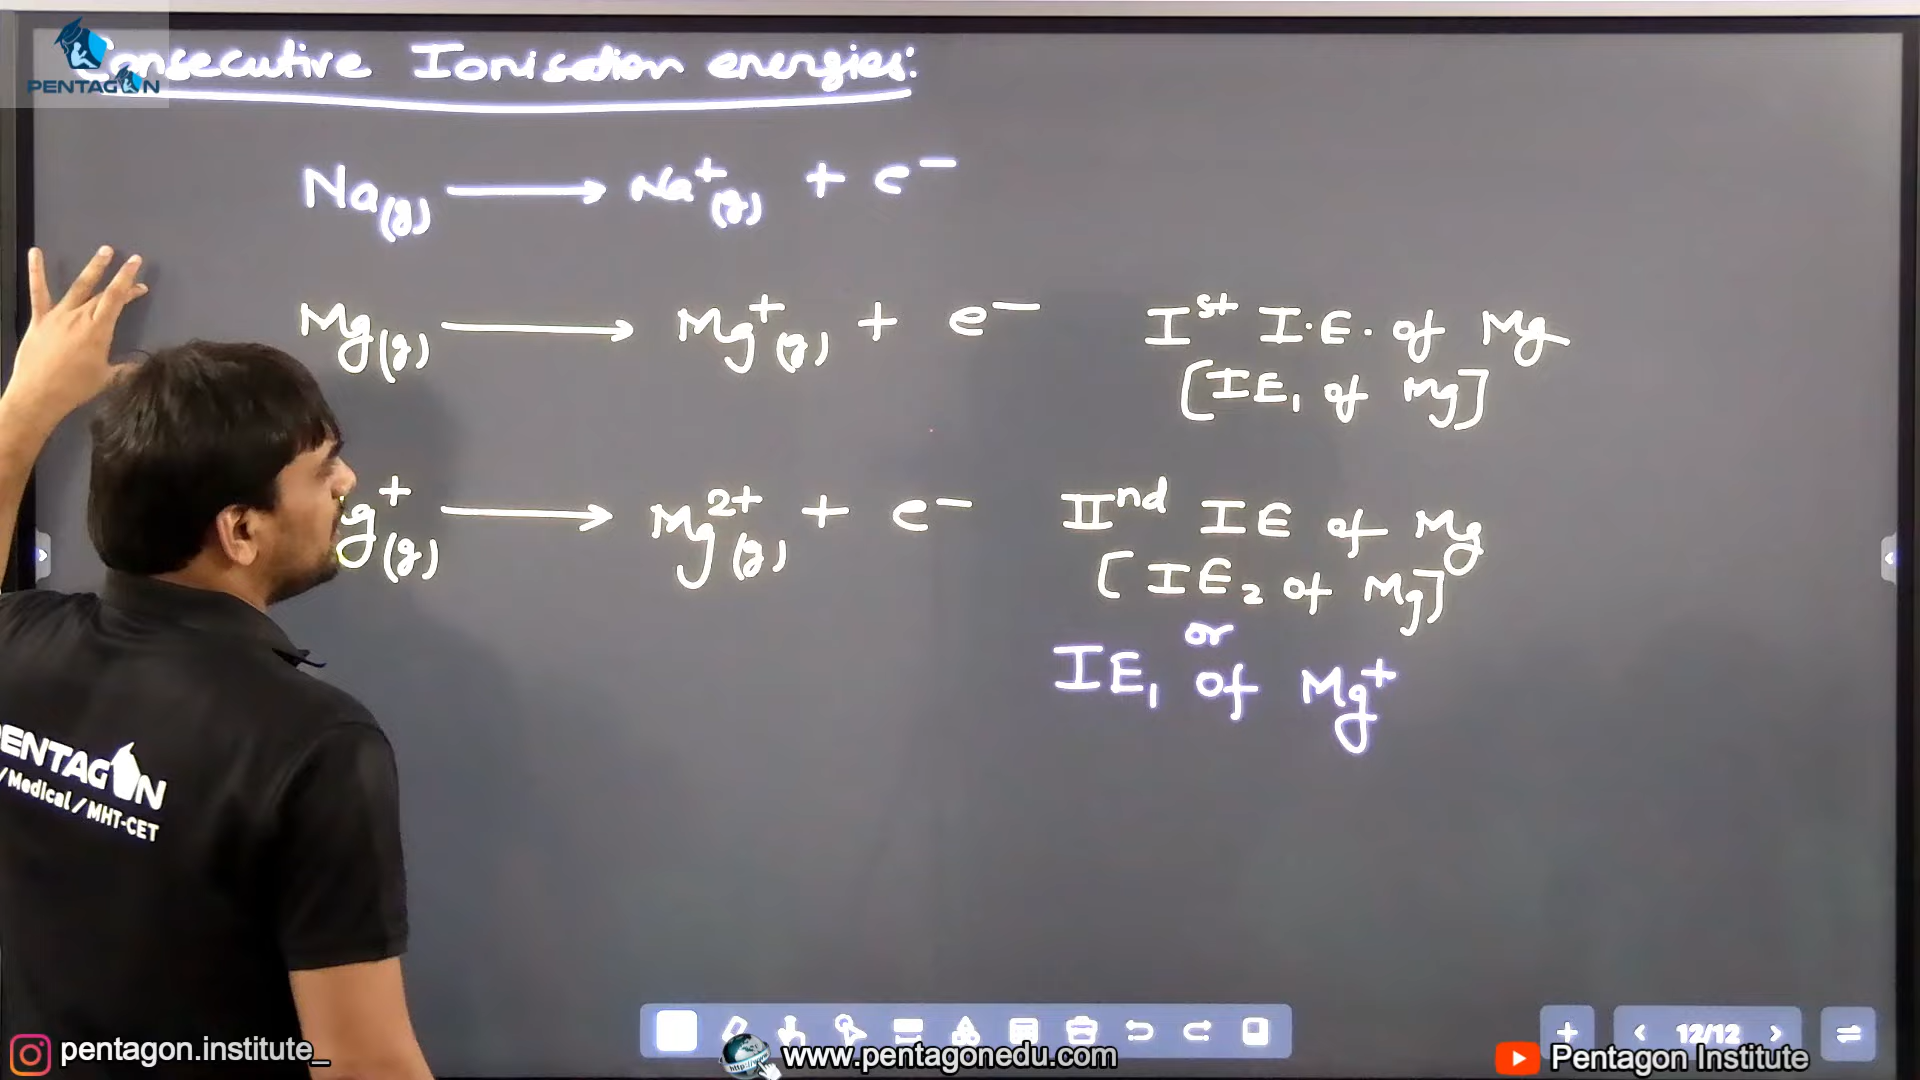 PENTAGON
Consecutive Ionisation energies:
Na(g) ⟶ Na⁺(g) + e⁻
Mg(g) ⟶ Mg⁺(g) + e⁻ Iˢᵗ I.E. of Mg
[IE₁ of Mg]
g⁺(g) ⟶ Mg²⁺(g) + e⁻ IIⁿᵈ IE of Mg
[IE₂ of Mg]
or
IE₁ of Mg⁺
PENTAGON
/Medical/MHT-CET
12/12
pentagon.institute_
http://
www.pentagonedu.com
Pentagon Institute